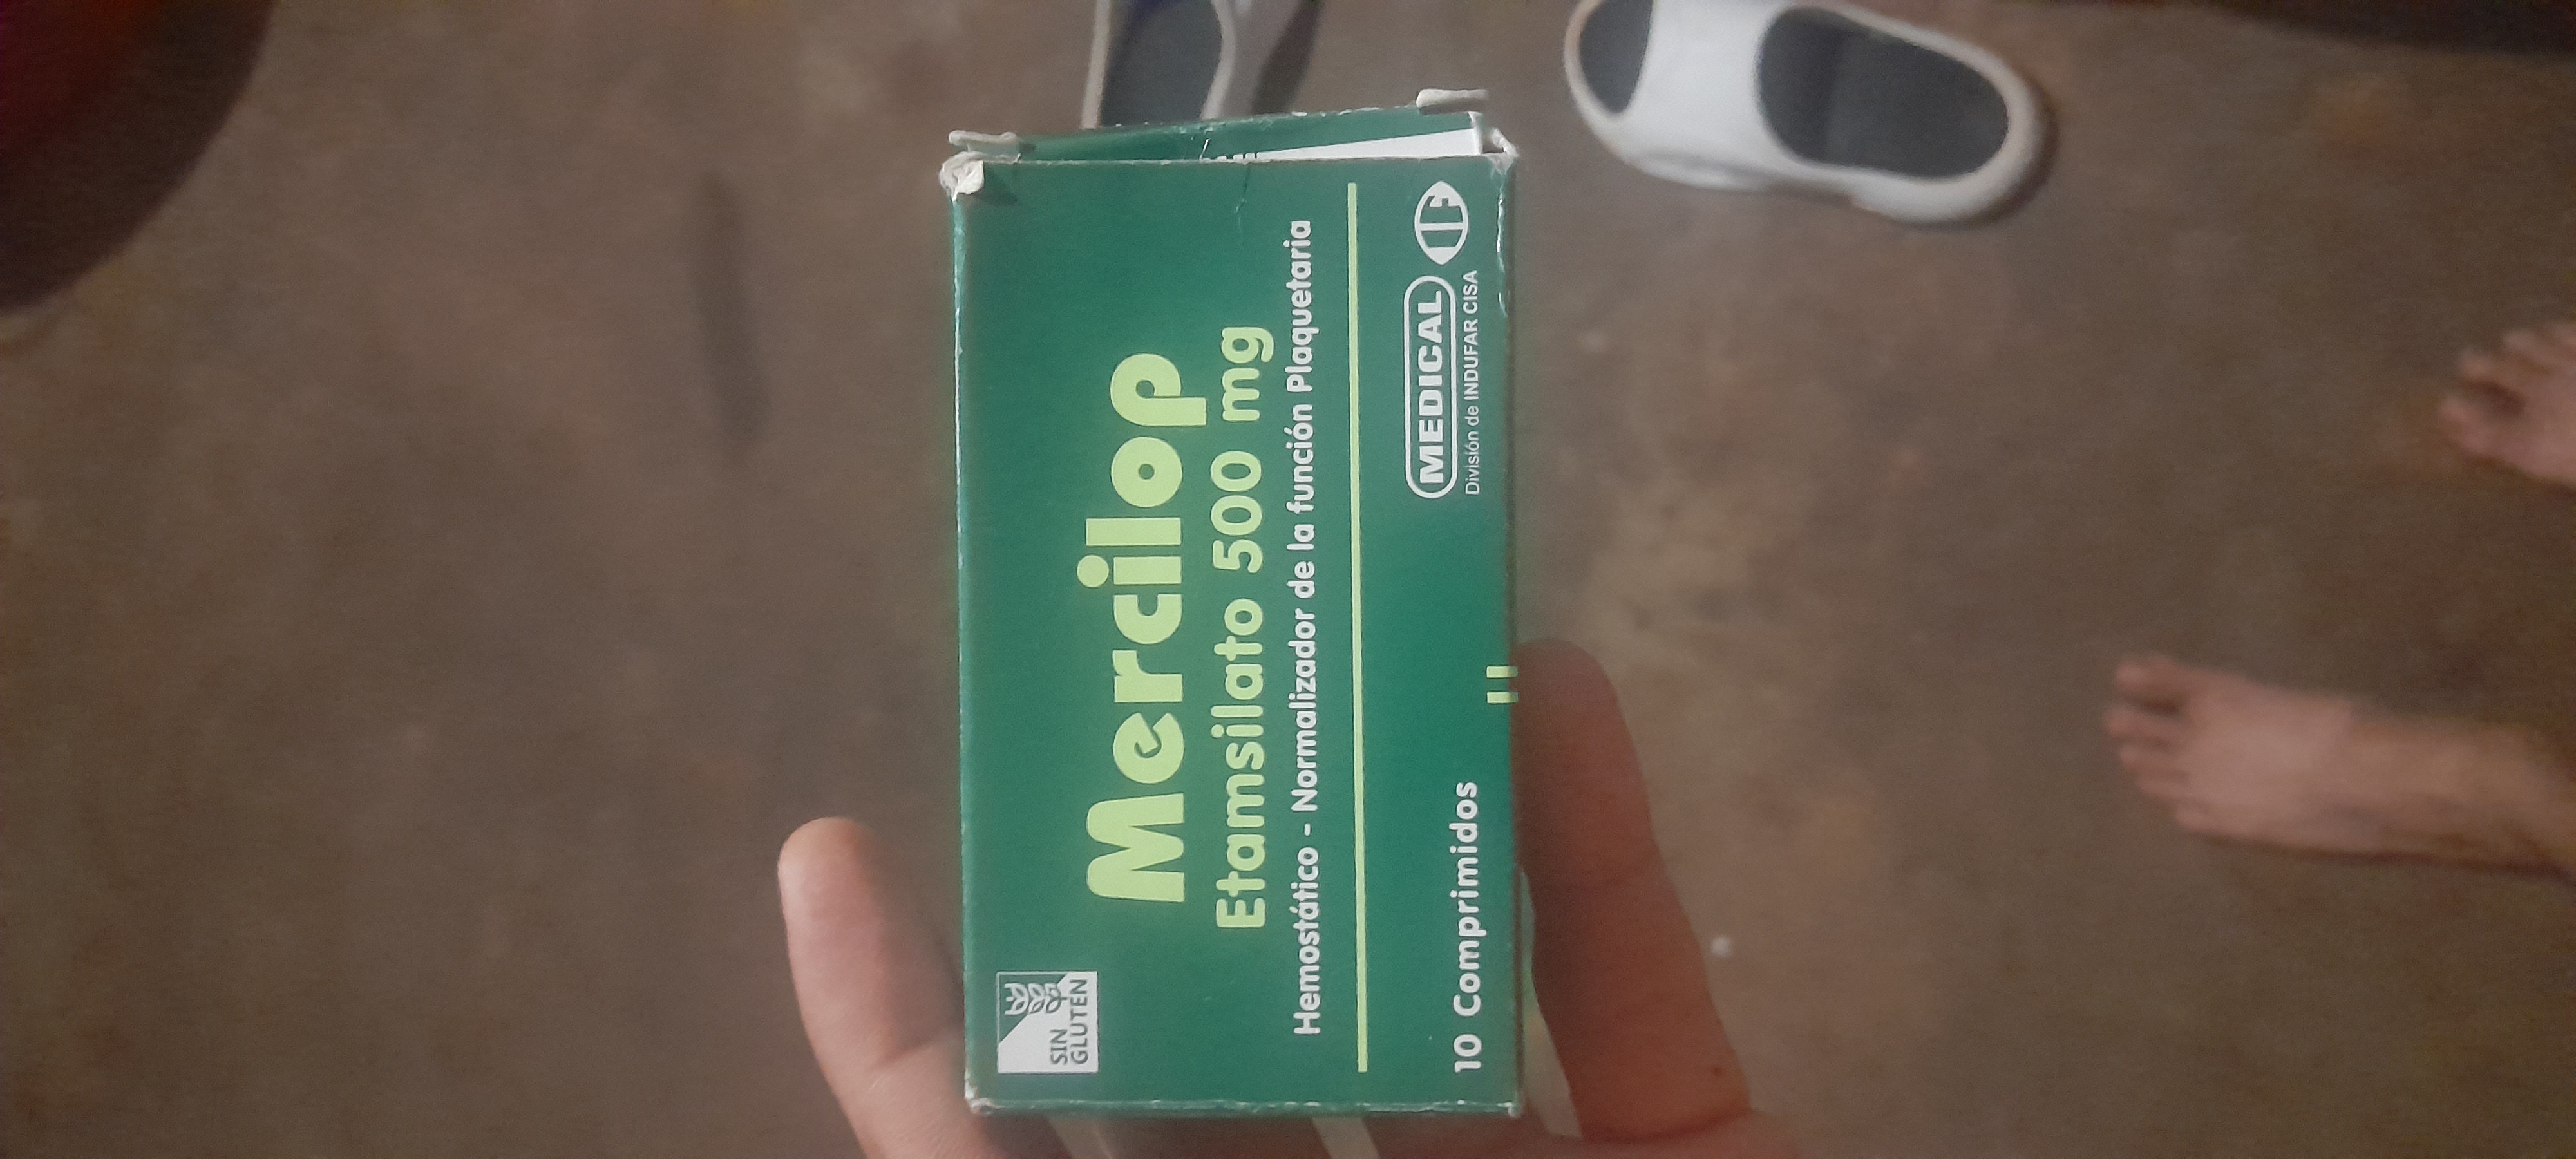 SIN
GLUTEN
Mercilop
Etamsilato 500 mg
Hemostático - Normalizador de la función Plaquetaria
10 Comprimidos
MEDICAL
División de INDUFAR CISA